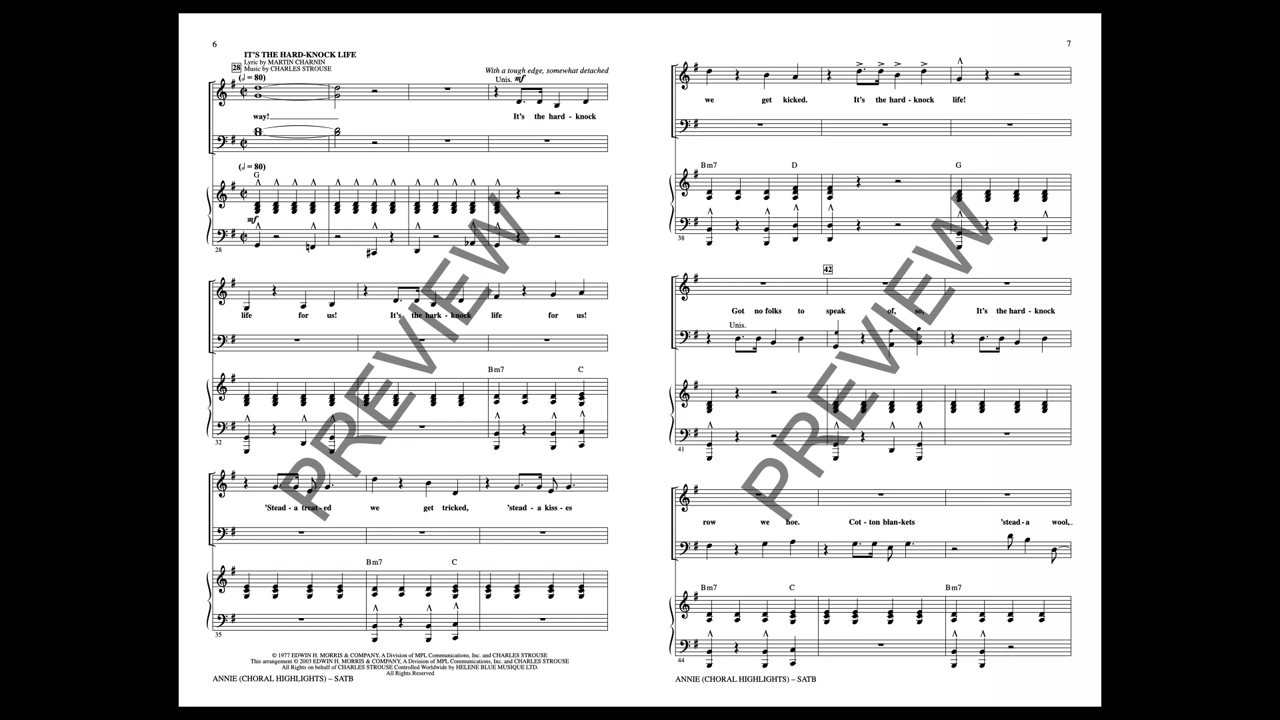 6
IT'S THE HARD-KNOCK LIFE
Lyric by MARTIN CHARNIN
Music by CHARLES STROUSE
28
(𝅗𝅥 = 80)
With a tough edge, somewhat detached
Unis. mf
way!
It's the hard - knock
(𝅗𝅥 = 80)
G
mf
28
life for us! It's the hard - knock life for us!
Bm7 C
32
'Stead - a treat - ed we get tricked, 'stead - a kiss - es
Bm7 C
35
© 1977 EDWIN H. MORRIS & COMPANY, A Division of MPL Communications, Inc. and CHARLES STROUSE
This arrangement © 2003 EDWIN H. MORRIS & COMPANY, A Division of MPL Communications, Inc. and CHARLES STROUSE
All Rights on behalf of CHARLES STROUSE Controlled Worldwide by HELENE BLUE MUSIQUE LTD.
All Rights Reserved
ANNIE (CHORAL HIGHLIGHTS) – SATB
PREVIEW
7
we get kicked. It's the hard - knock life!
Bm7 D G
38
42
Got no folks to speak of, so, It's the hard - knock
Unis.
41
row we hoe. Cot - ton blan - kets 'stead - a wool,
Bm7 C Bm7
44
ANNIE (CHORAL HIGHLIGHTS) – SATB
PREVIEW